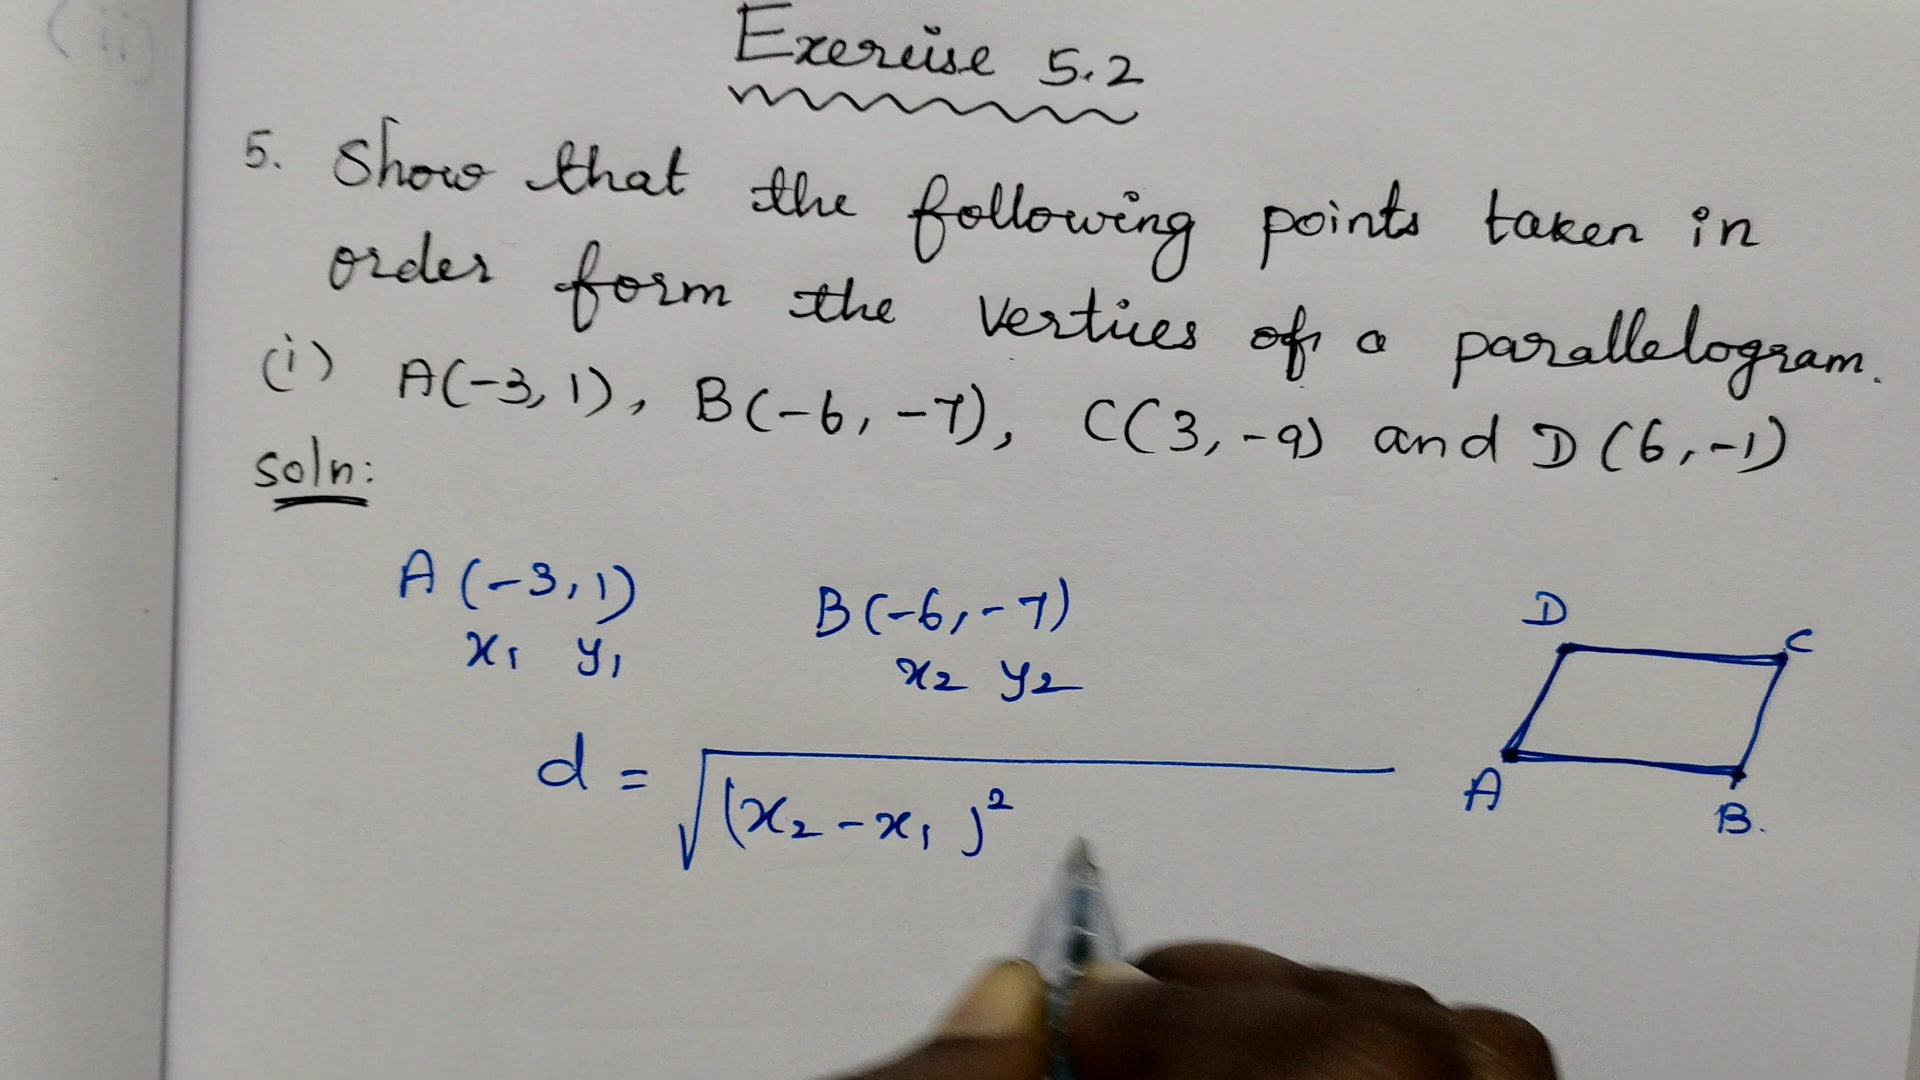 (ii)
Exercise 5.2
5. Show that the following points taken in
order form the vertices of a parallelogram.
(i) A(-3, 1), B(-6, -7), C(3, -9) and D(6, -1)
soln:
A(-3, 1) B(-6, -7)
x₁ y₁ x₂ y₂
D C
d = √(x₂-x₁)²
A B.